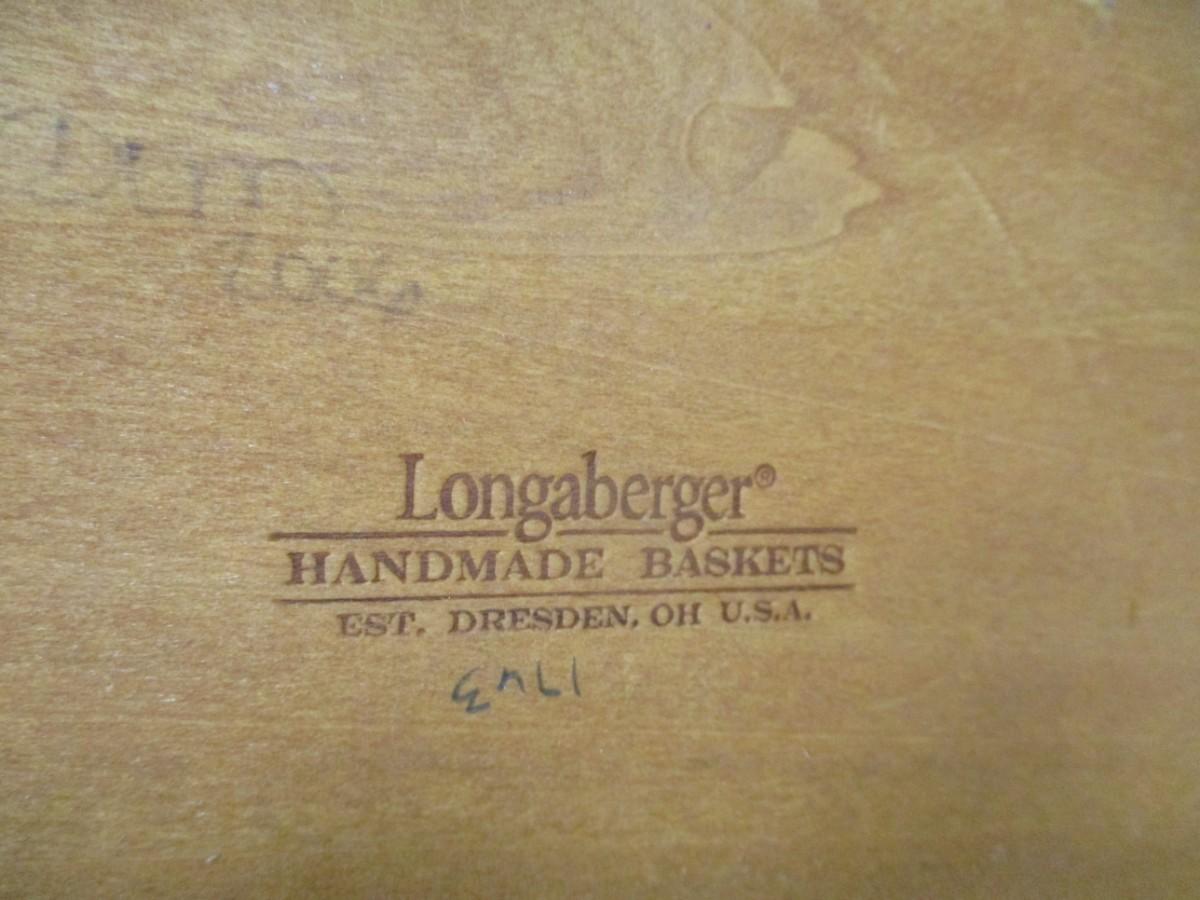 2006
Longaberger®
HANDMADE BASKETS
EST. DRESDEN, OH U.S.A.